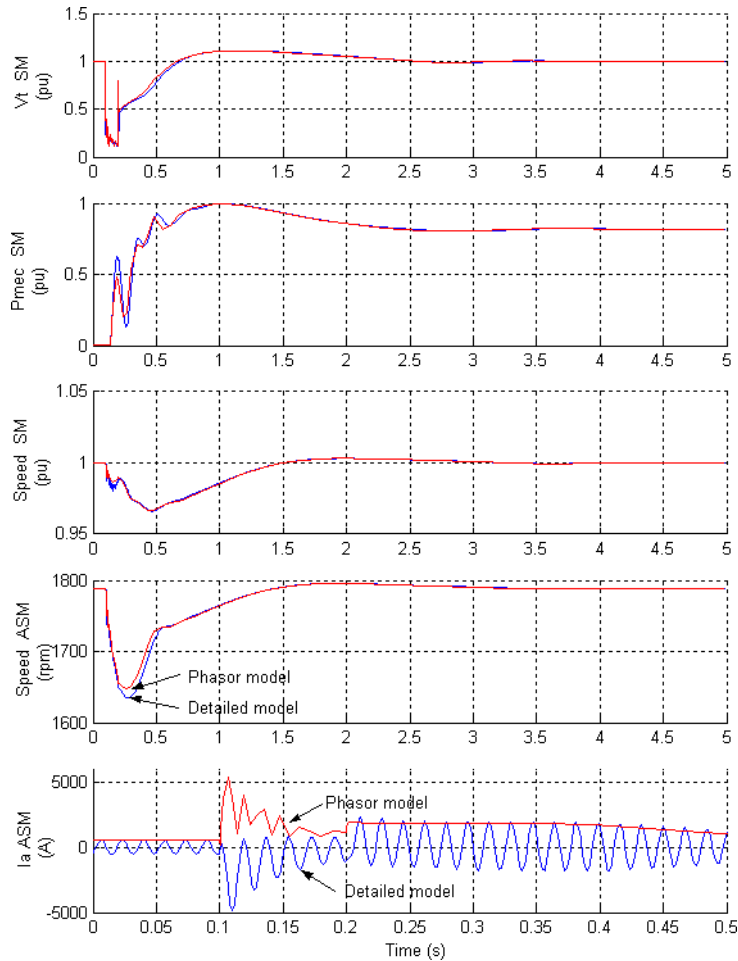 Vt SM
(pu)
1.5
1
0.5
0
0 0.5 1 1.5 2 2.5 3 3.5 4 4.5 5
Pmec SM
(pu)
1
0.5
0
0 0.5 1 1.5 2 2.5 3 3.5 4 4.5 5
Speed SM
(pu)
1.05
1
0.95
0 0.5 1 1.5 2 2.5 3 3.5 4 4.5 5
Speed ASM
(rpm)
1800
1700
1600
Phasor model
Detailed model
0 0.5 1 1.5 2 2.5 3 3.5 4 4.5 5
Ia ASM
(A)
5000
0
-5000
Phasor model
Detailed model
0 0.05 0.1 0.15 0.2 0.25 0.3 0.35 0.4 0.45 0.5
Time (s)